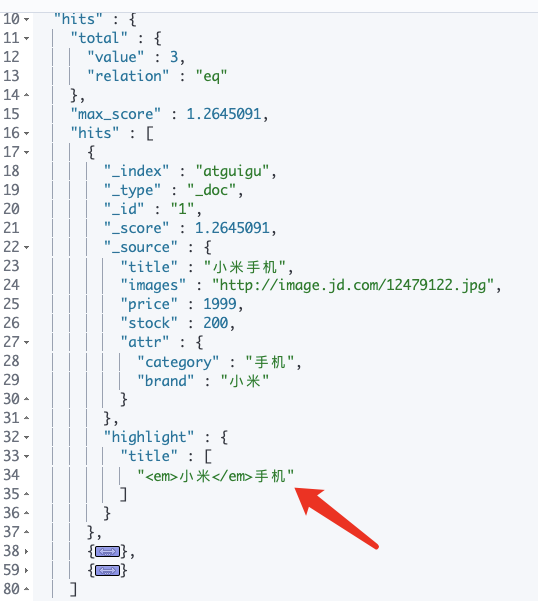 10 "hits" : {
11 "total" : {
12 "value" : 3,
13 "relation" : "eq"
14 },
15 "max_score" : 1.2645091,
16 "hits" : [
17 {
18 "_index" : "atguigu",
19 "_type" : "_doc",
20 "_id" : "1",
21 "_score" : 1.2645091,
22 "_source" : {
23 "title" : "小米手机",
24 "images" : "http://image.jd.com/12479122.jpg",
25 "price" : 1999,
26 "stock" : 200,
27 "attr" : {
28 "category" : "手机",
29 "brand" : "小米"
30 }
31 },
32 "highlight" : {
33 "title" : [
34 "<em>小米</em>手机"
35 ]
36 }
37 },
38 {},
59 {}
80 ]